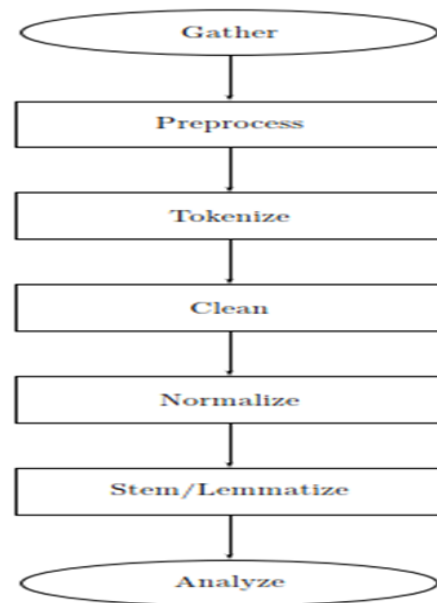 Gather
Preprocess
Tokenize
Clean
Normalize
Stem/Lemmatize
Analyze